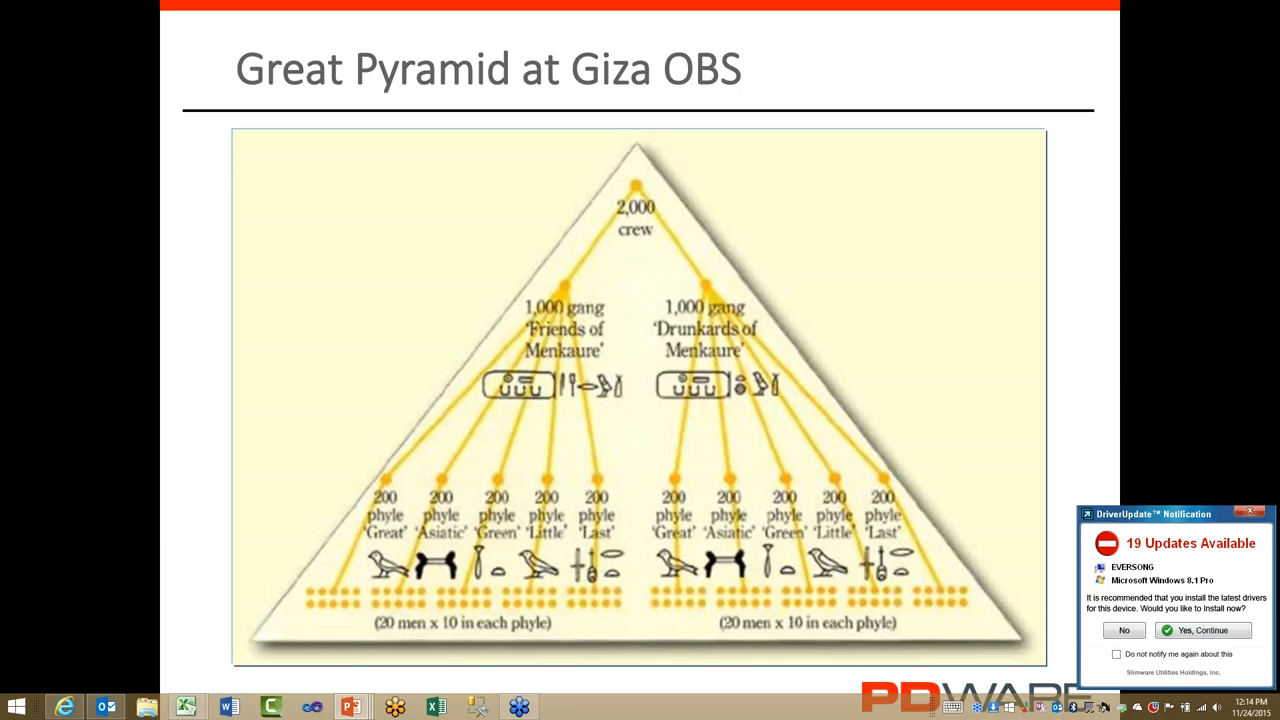 Great Pyramid at Giza OBS
2,000
crew
1,000 gang
'Friends of
Menkaure'
1,000 gang
'Drunkards of
Menkaure'
200
phyle
'Great'
200
phyle
'Asiatic'
200
phyle
'Green'
200
phyle
'Little'
200
phyle
'Last'
200
phyle
'Great'
200
phyle
'Asiatic'
200
phyle
'Green'
200
phyle
'Little'
200
phyle
'Last'
(20 men x 10 in each phyle)
(20 men x 10 in each phyle)
DriverUpdate™ Notification
19 Updates Available
EVERSONG
Microsoft Windows 8.1 Pro
It is recommended that you install the latest drivers
for this device. Would you like to Install now?
No
Yes, Continue
Do not notify me again about this
Slimware Utilities Holdings, Inc.
PDWARE
12:14 PM
11/24/2015